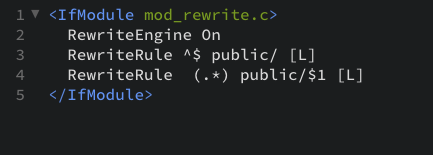 1 <IfModule mod_rewrite.c>
2 RewriteEngine On
3 RewriteRule ^$ public/ [L]
4 RewriteRule  (.*) public/$1 [L]
5 </IfModule>